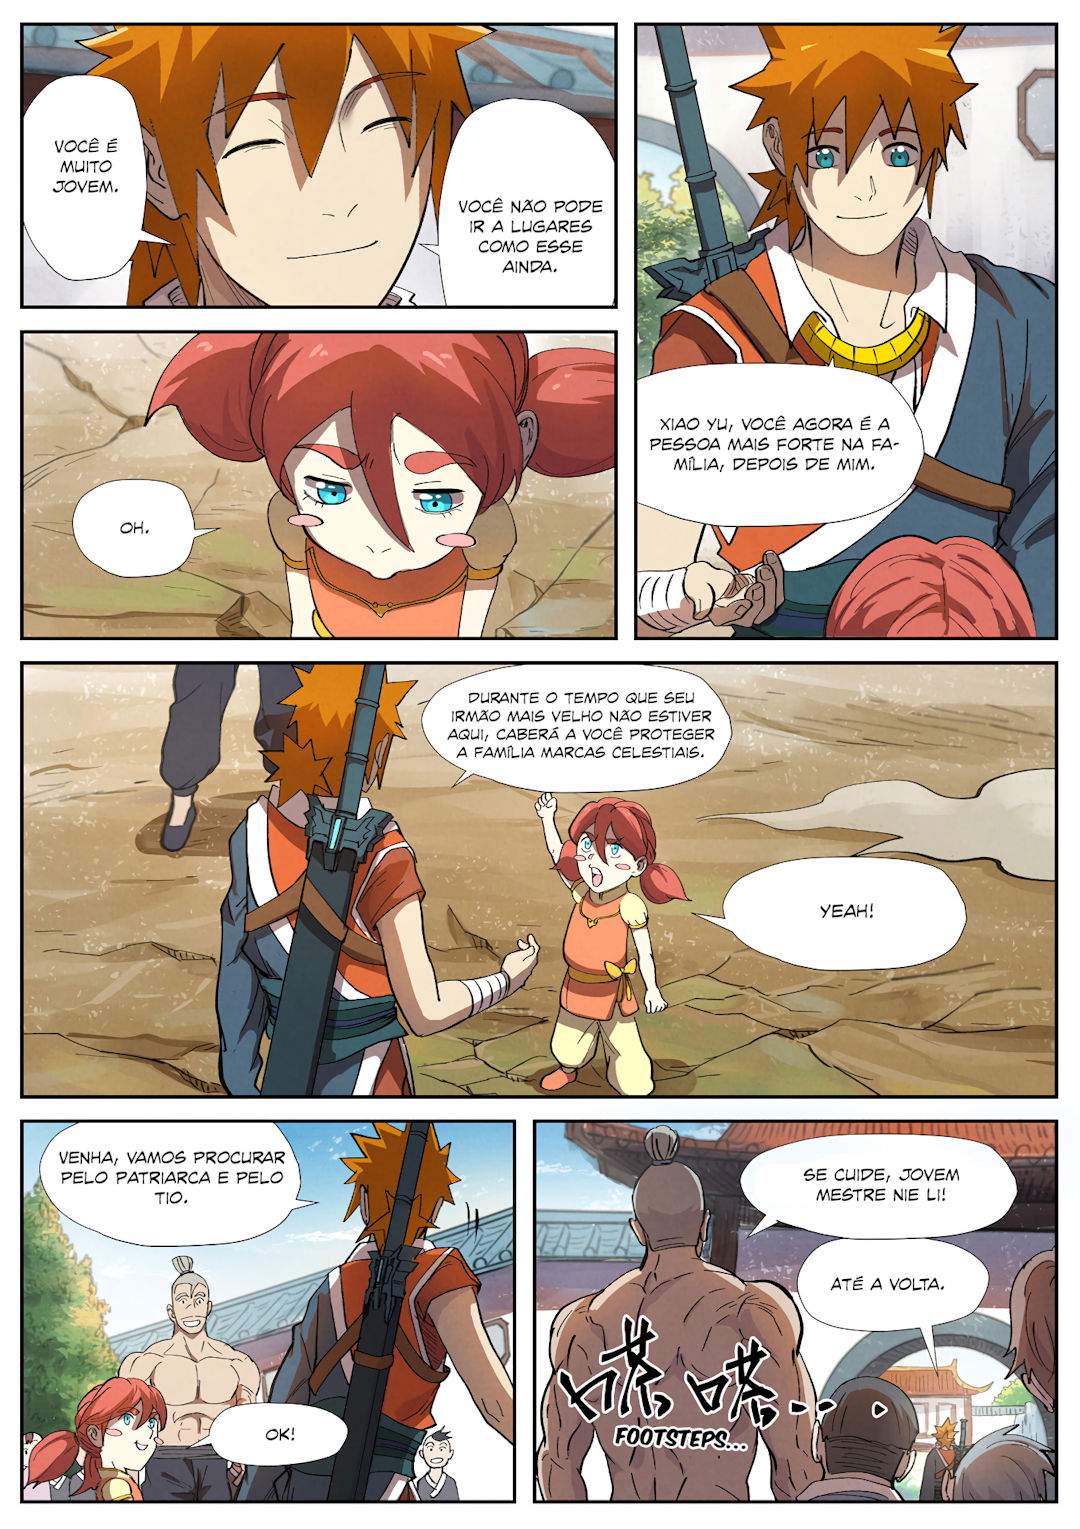 VOCÊ É
MUITO
JOVEM.
VOCÊ NÃO PODE
IR A LUGARES
COMO ESSE
AINDA.
XIAO YU, VOCÊ AGORA É A
PESSOA MAIS FORTE NA FA-
MÍLIA, DEPOIS DE MIM.
OH.
DURANTE O TEMPO QUE SEU
IRMÃO MAIS VELHO NÃO ESTIVER
AQUI, CABERÁ A VOCÊ PROTEGER
A FAMÍLIA MARCAS CELESTIAIS.
YEAH!
VENHA, VAMOS PROCURAR
PELO PATRIARCA E PELO
TIO.
OK!
SE CUIDE, JOVEM
MESTRE NIE LI!
ATÉ A VOLTA.
嗒嗒...
FOOTSTEPS...